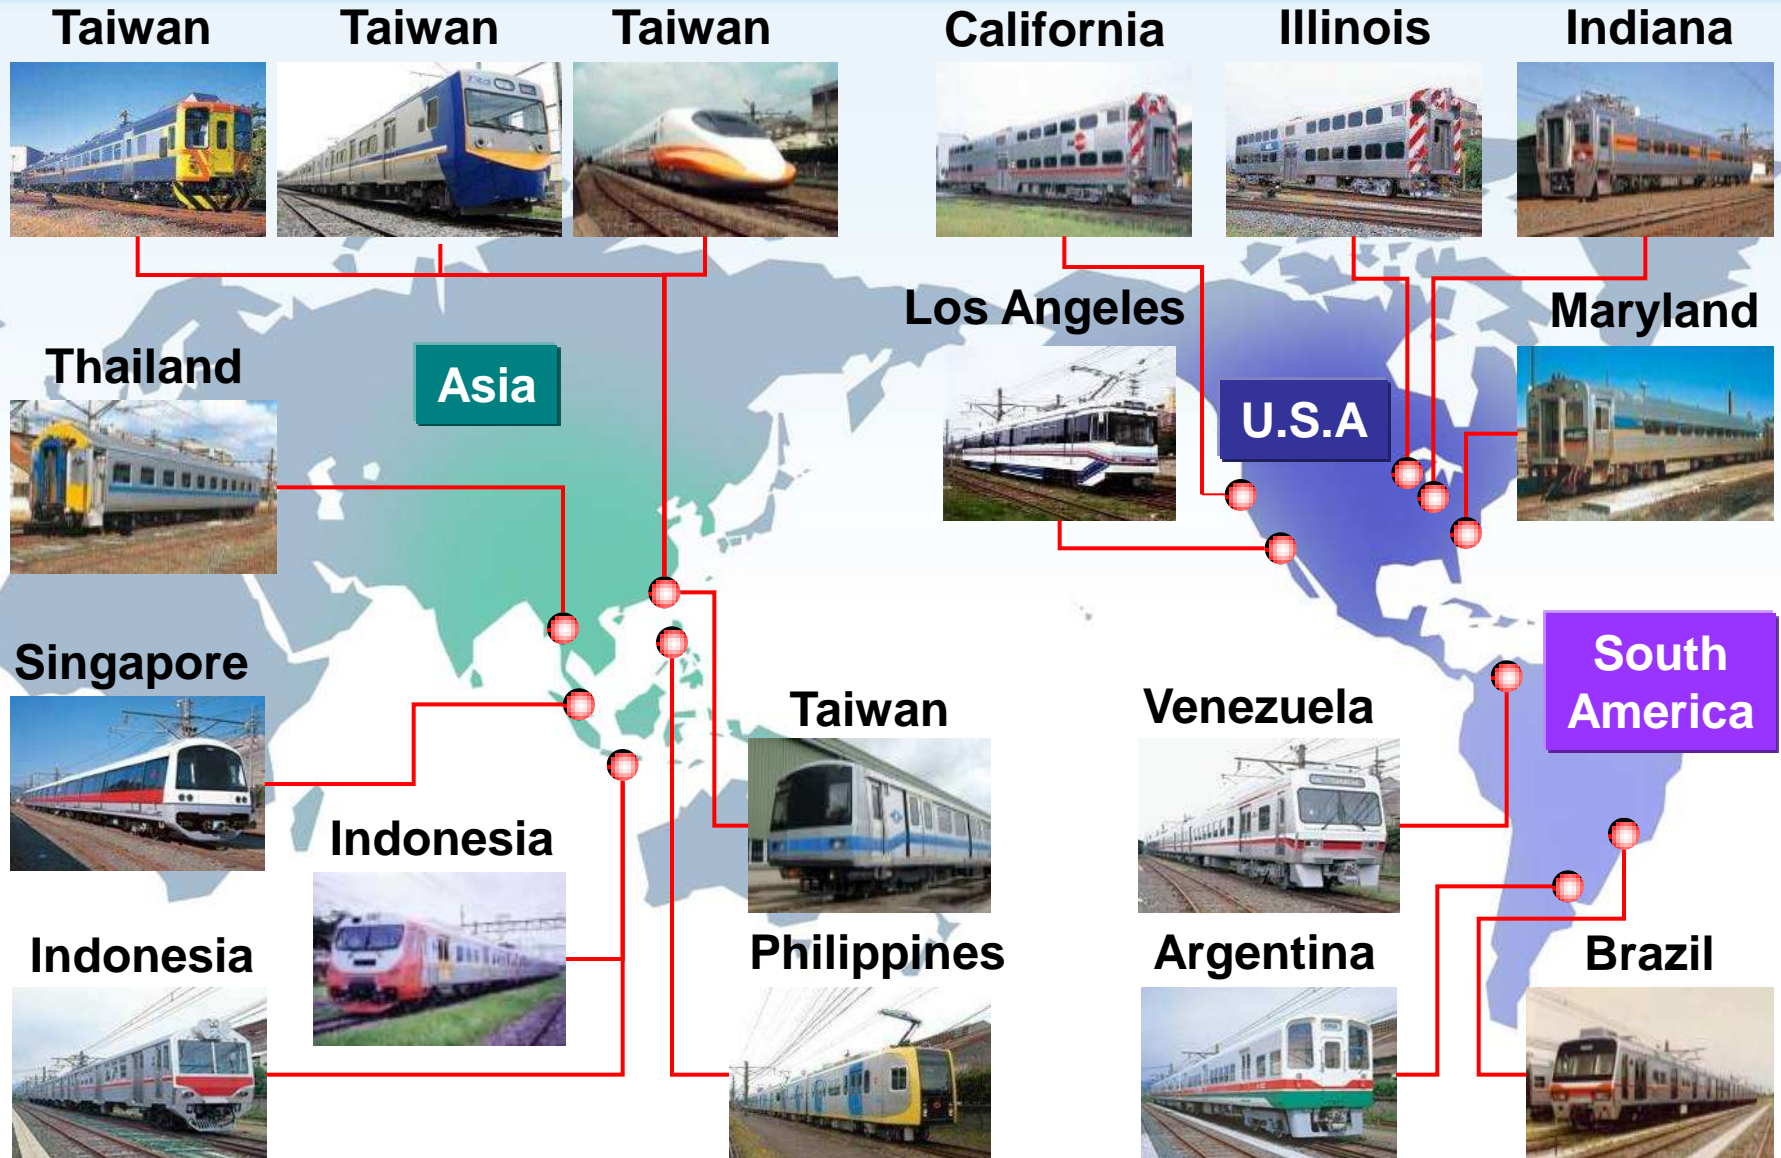 Taiwan
Taiwan
Taiwan
California
Illinois
Indiana
Los Angeles
Maryland
Thailand
Asia
U.S.A
Singapore
South
America
Taiwan
Venezuela
Indonesia
Indonesia
Philippines
Argentina
Brazil